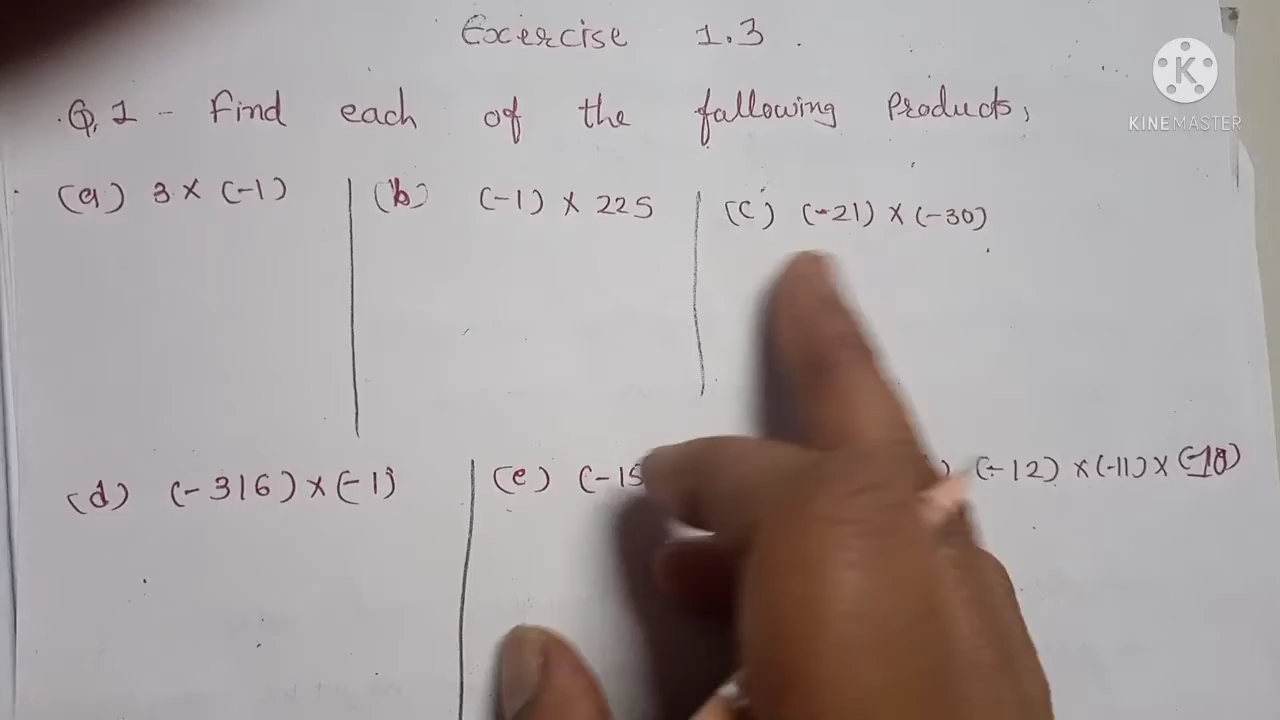 Excercise 1.3.
Q.1 - Find each of the fallowing Products,
(a) 3 × (-1) (b) (-1) × 225 (c) (-21) × (-30)
(d) (-316) × (-1) (e) (-15 ) (-12) × (-11) × (-10)
K
KINEMASTER